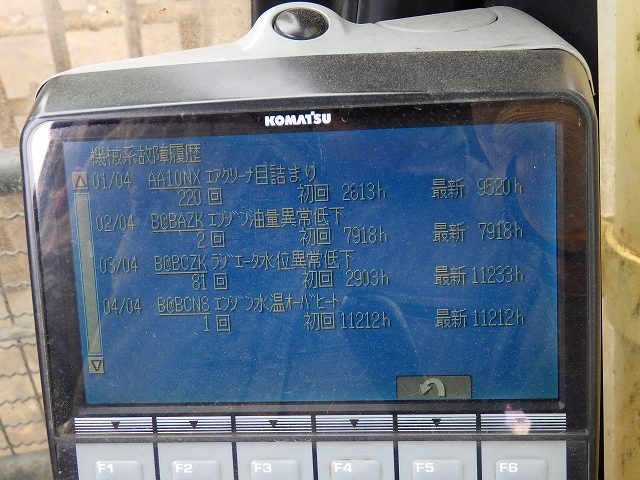 KOMATSU
機械系故障履歴
01/04 AA10NX エアクリーナ目詰まり
220 回 初回 2613h 最新 9520h
02/04 B@BAZK エンジン油量異常低下
2 回 初回 7918h 最新 7918h
03/04 B@BCZK ラジエータ水位異常低下
81 回 初回 2903h 最新 11233h
04/04 B@BCNS エンジン水温オーバヒート
1 回 初回 11212h 最新 11212h
F1 F2 F3 F4 F5 F6